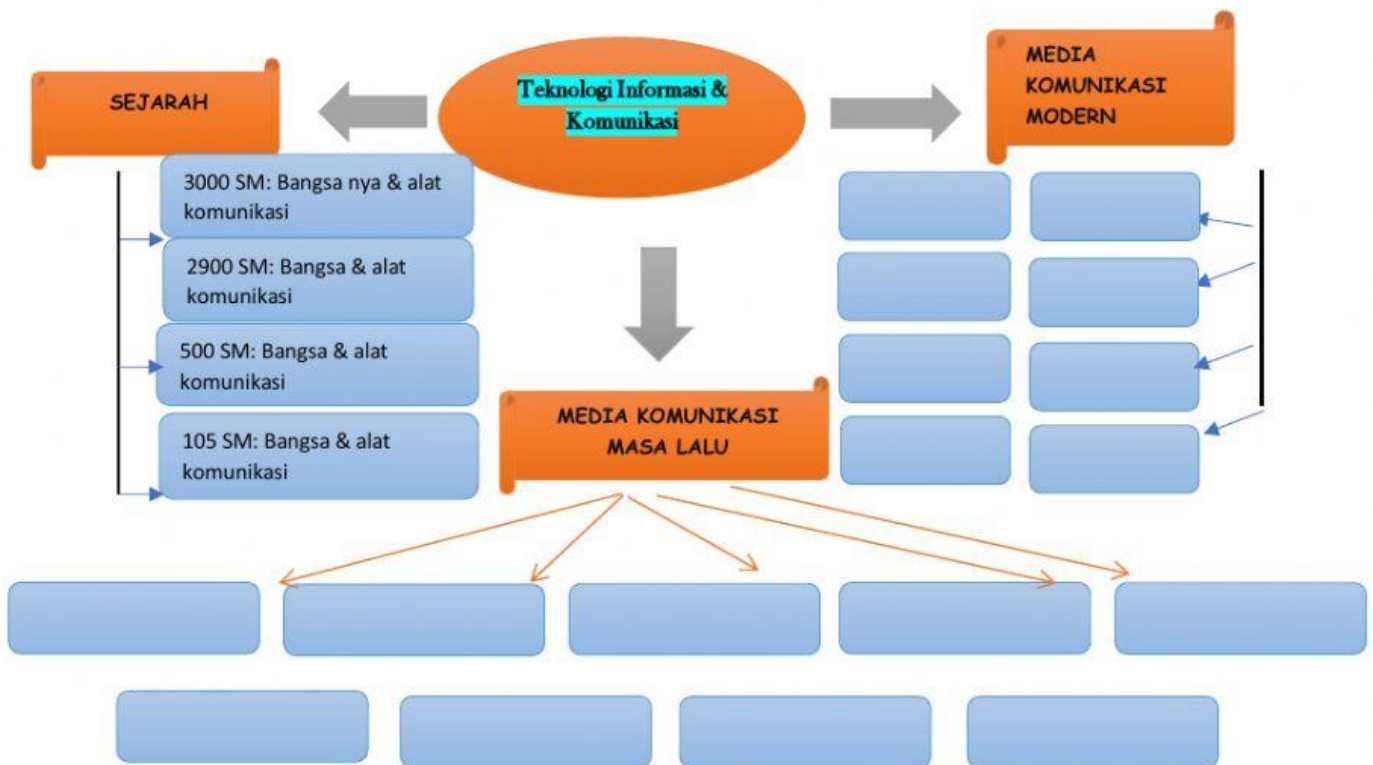 Teknologi Informasi &
Komunikasi
SEJARAH
3000 SM: Bangsa nya & alat
komunikasi
2900 SM: Bangsa & alat
komunikasi
500 SM: Bangsa & alat
komunikasi
105 SM: Bangsa & alat
komunikasi
MEDIA KOMUNIKASI
MASA LALU
MEDIA
KOMUNIKASI
MODERN